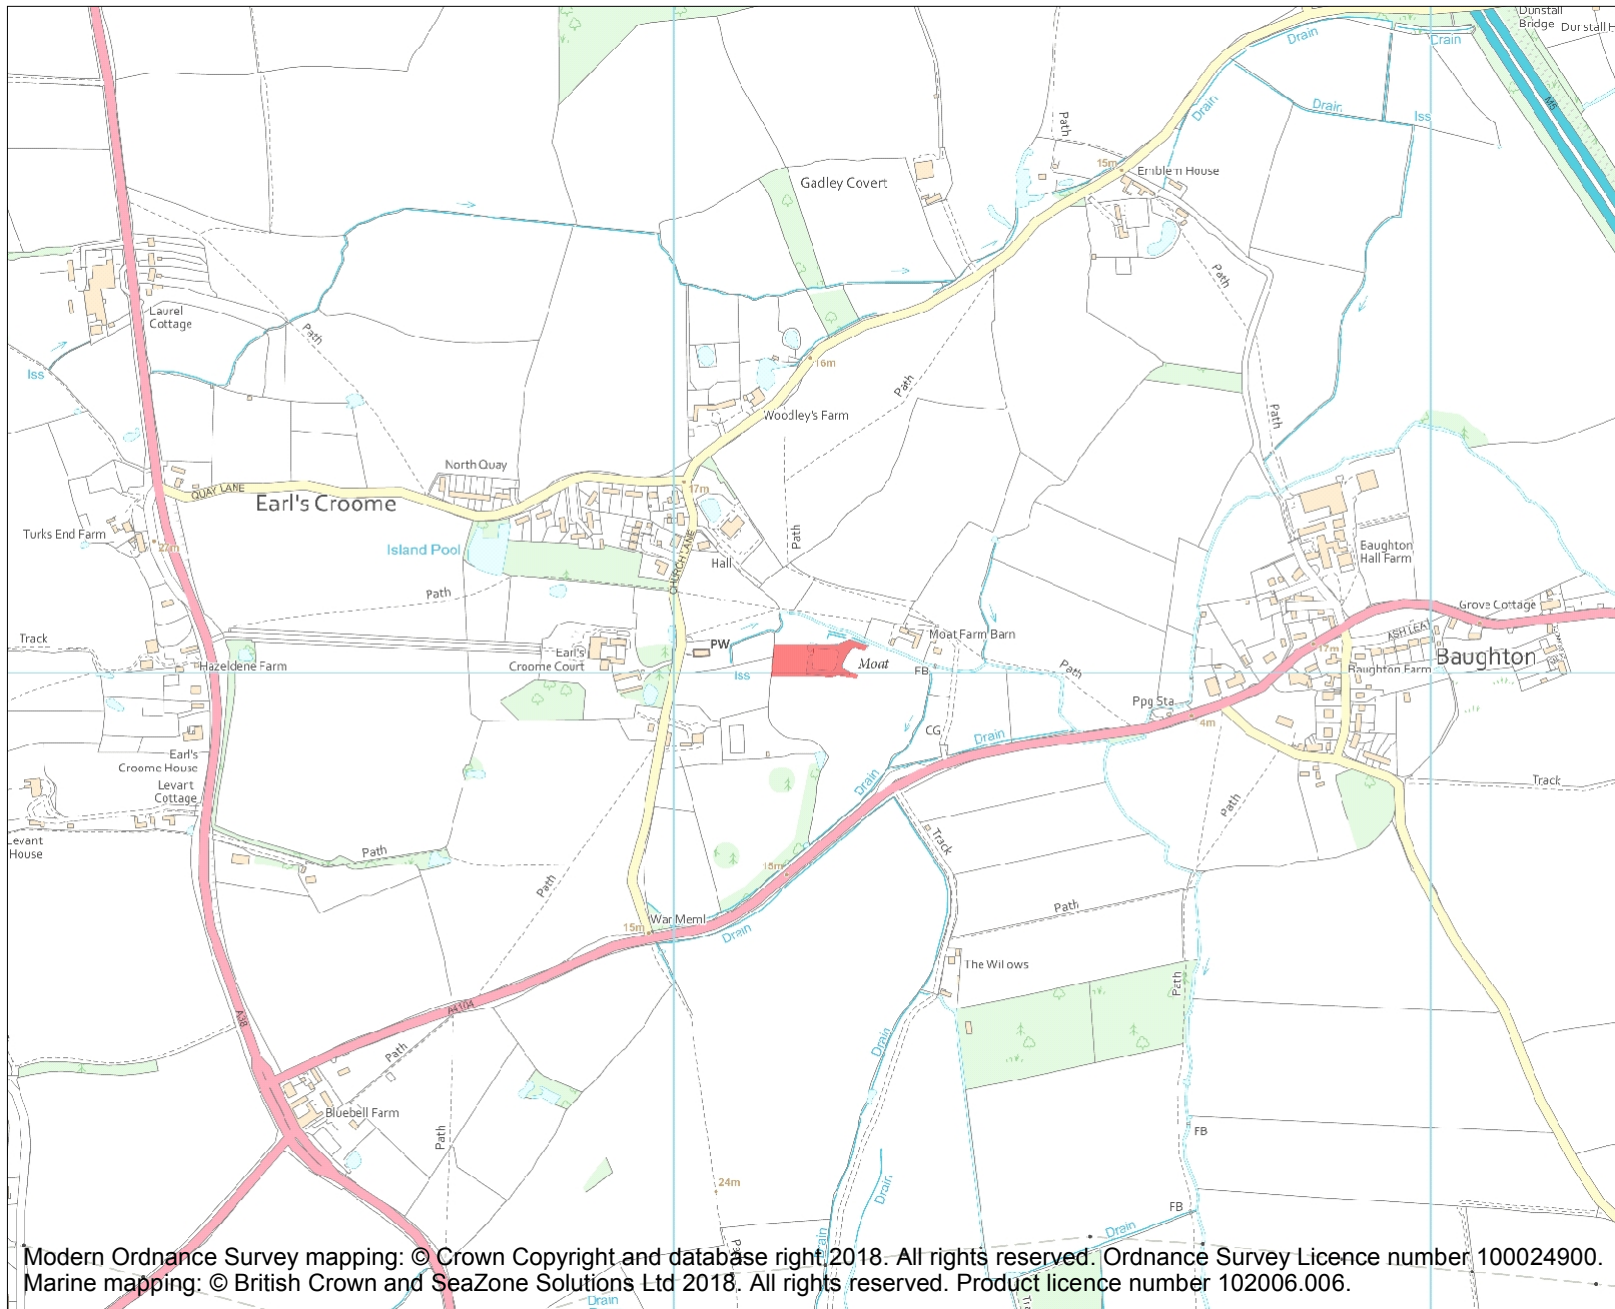 Dunstall
Bridge
Drain
Drain
M5
Path
Drain
Drain
Iss
15m
Emblem House
Gadley Covert
Path
Laurel
Cottage
Path
Iss
16m
Path
Woodley's Farm
Path
North Quay
QUAY LANE
Earl's Croome
17m
Turks End Farm
27m
Island Pool
CHURCH LANE
Hall
Path
Baughton
Hall Farm
Path
Grove Cottage
ASH LEA
Track
Hazeldene Farm
Earl's
Croome Court
PW
Iss
Moat
Moat Farm Barn
FB
Path
17m
Baughton Farm
Baughton
Ppg Sta
4m
CG
Drain
Earl's
Croome House
Levart
Cottage
Drain
Track
Levant
House
Path
Path
Track
15m
Path
Path
War Meml
15m
Drain
The Willows
Path
A38
A4104
Path
Drain
Bluebell Farm
Path
FB
24m
Drain
FB
Drain
Path
Drain
Modern Ordnance Survey mapping: © Crown Copyright and database right 2018. All rights reserved. Ordnance Survey Licence number 100024900.
Marine mapping: © British Crown and SeaZone Solutions Ltd 2018. All rights reserved. Product licence number 102006.006.
Drain